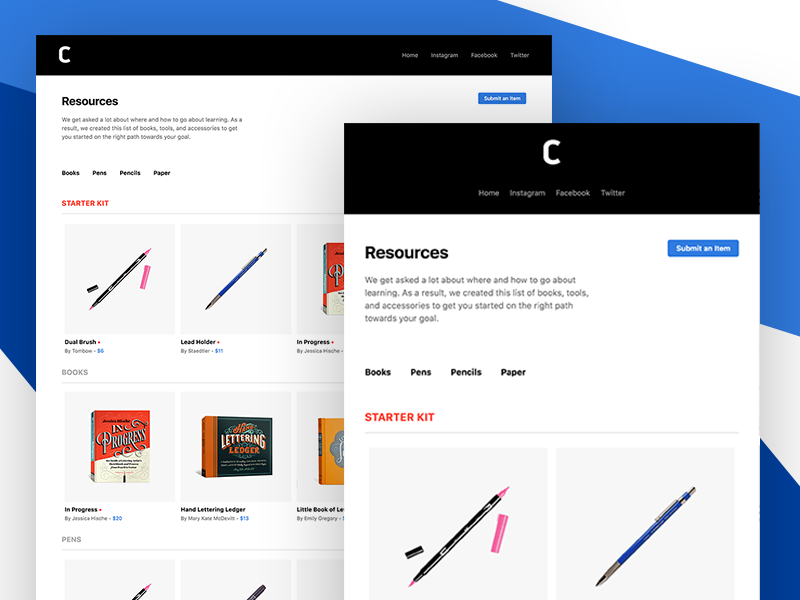 C
Home Instagram Facebook Twitter
Resources
Submit an Item
We get asked a lot about where and how to go about learning. As a
result, we created this list of books, tools, and accessories to get
you started on the right path towards your goal.
Books Pens Pencils Paper
STARTER KIT
Dual Brush
By Tombow - $6
Lead Holder
By Staedtler - $11
In Progress
By Jessica Hische -
BOOKS
Jessica Hische
IN PROGRESS
HAND
LETTERING
LEDGER
In Progress
By Jessica Hische - $20
Hand Lettering Ledger
By Mary Kate McDevitt - $13
Little Book of Le
By Emily Gregory -
PENS
C
Home Instagram Facebook Twitter
Resources
Submit an Item
We get asked a lot about where and how to go about
learning. As a result, we created this list of books, tools,
and accessories to get you started on the right path
towards your goal.
Books Pens Pencils Paper
STARTER KIT